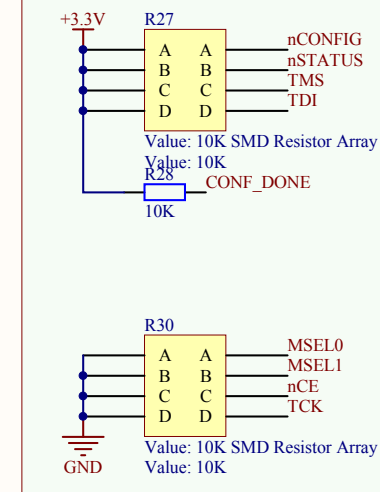 +3.3V
R27
A A nCONFIG
B B nSTATUS
C C TMS
D D TDI
Value: 10K SMD Resistor Array
Value: 10K
R28
CONF_DONE
10K
R30
A A MSEL0
B B MSEL1
C C nCE
D D TCK
Value: 10K SMD Resistor Array
GND
Value: 10K